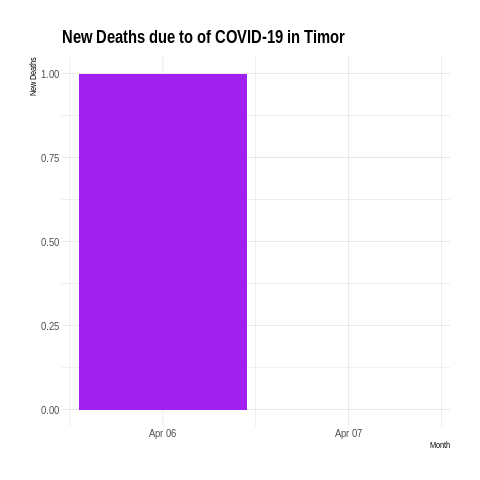 New Deaths due to of COVID-19 in Timor
New Deaths
1.00
0.75
0.50
0.25
0.00
Apr 06
Apr 07
Month